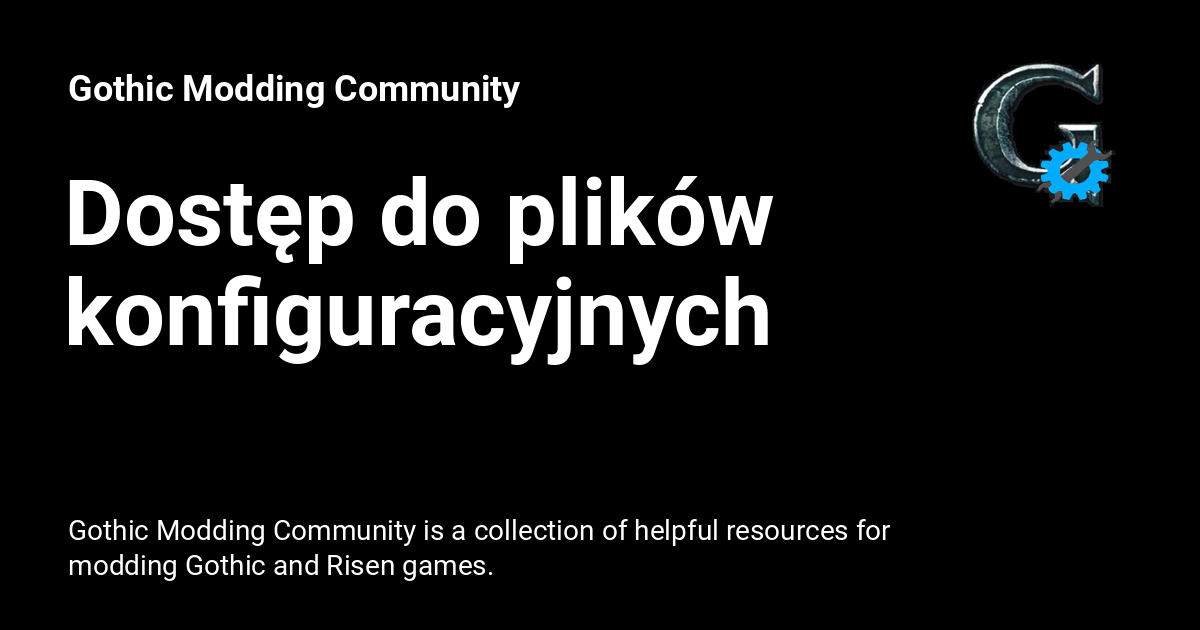 Gothic Modding Community
Dostęp do plików
konfiguracyjnych
Gothic Modding Community is a collection of helpful resources for
modding Gothic and Risen games.